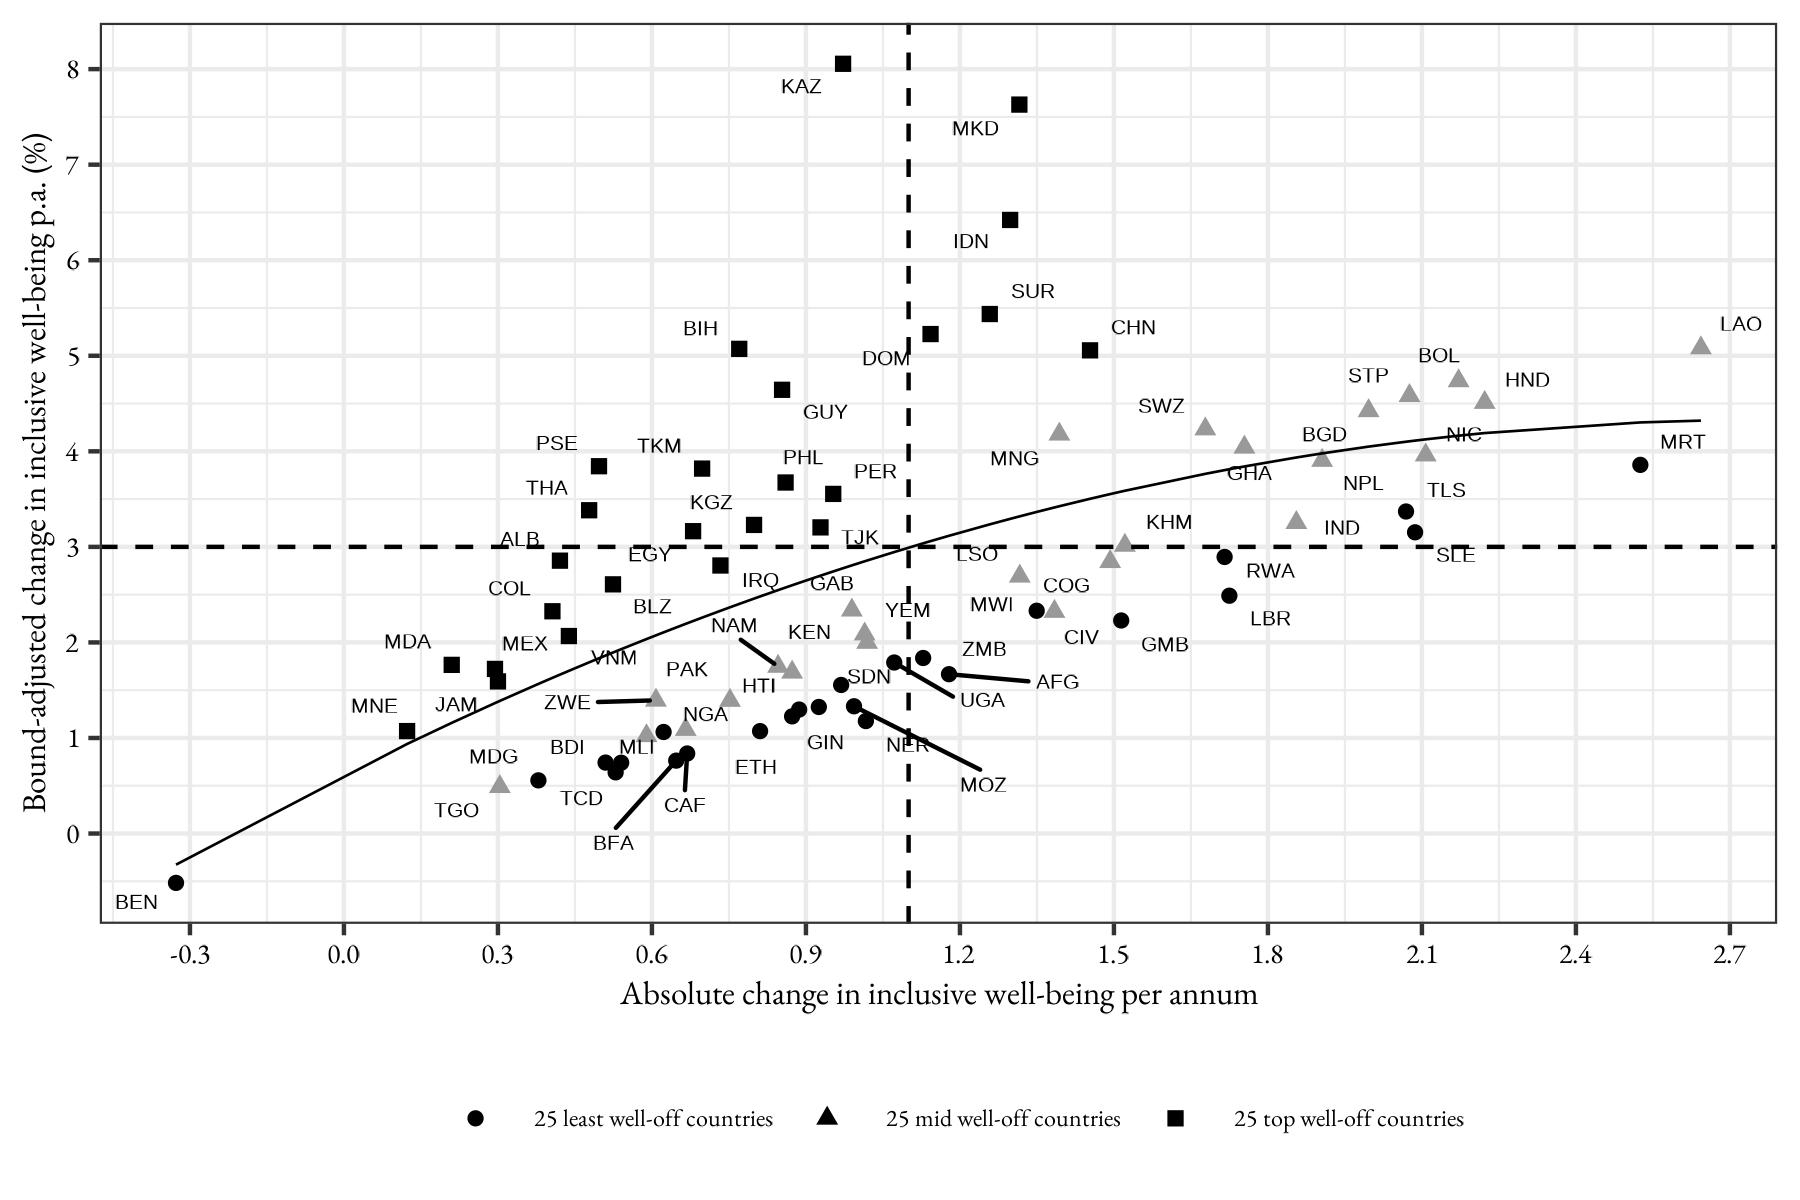 Bound-adjusted change in inclusive well-being p.a. (%)
8
7
6
5
4
3
2
1
0
KAZ
MKD
IDN
SUR
BIH
CHN
LAO
DOM
BOL
STP
HND
GUY
SWZ
PSE
TKM
BGD
NIC
MRT
PHL
MNG
PER
GHA
THA
NPL
TLS
KGZ
KHM
IND
ALB
TJK
EGY
LSO
SLE
RWA
IRQ
GAB
COG
COL
BLZ
MWI
YEM
LBR
NAM
KEN
CIV
MDA
MEX
GMB
ZMB
VNM
PAK
SDN
AFG
HTI
UGA
MNE
JAM
ZWE
NGA
GIN
NER
BDI
MLI
MDG
ETH
MOZ
TCD
CAF
TGO
BFA
BEN
-0.3 0.0 0.3 0.6 0.9 1.2 1.5 1.8 2.1 2.4 2.7
Absolute change in inclusive well-being per annum
25 least well-off countries 25 mid well-off countries 25 top well-off countries